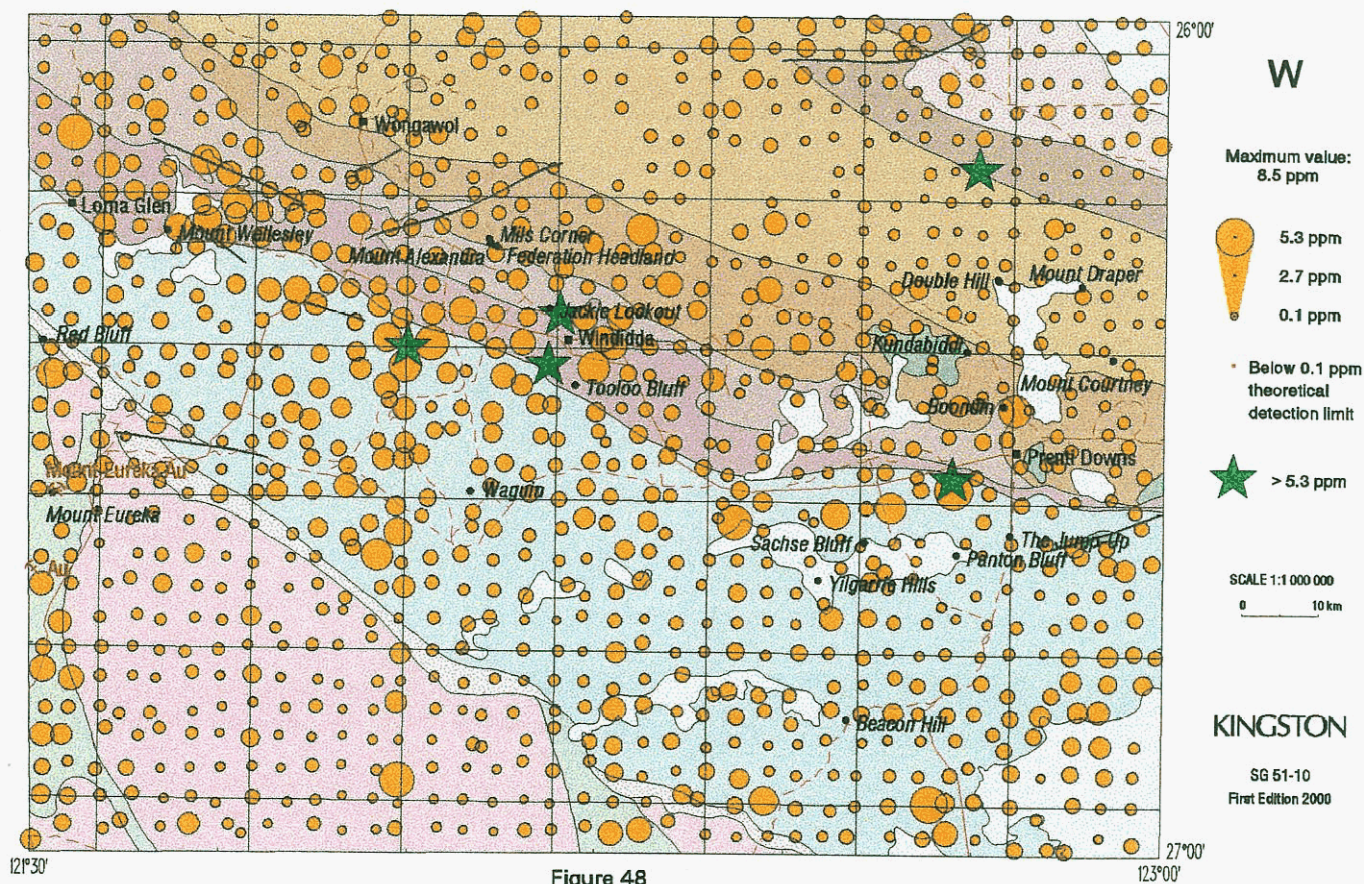 26°00'
W
Maximum value:
8.5 ppm
5.3 ppm
2.7 ppm
0.1 ppm
Below 0.1 ppm
theoretical
detection limit
> 5.3 ppm
SCALE 1:1 000 000
0 10 km
KINGSTON
SG 51-10
First Edition 2000
Wongawol
Lorna Glen
Mount Wellesley
Mils Corner
Mount Alexandra
Federation Headland
Double Hill
Mount Draper
Jackie Lookout
Red Bluff
Windidda
Kundabiddi
Tooloo Bluff
Mount Courtney
Boondin
Prenti Downs
Mount Eureka Au
Waguin
Mount Eureka
Sachse Bluff
The Jump-Up
Panton Bluff
Au
Yilgarrie Hills
Beacon Hill
121°30'
27°00'
123°00'
Figure 48